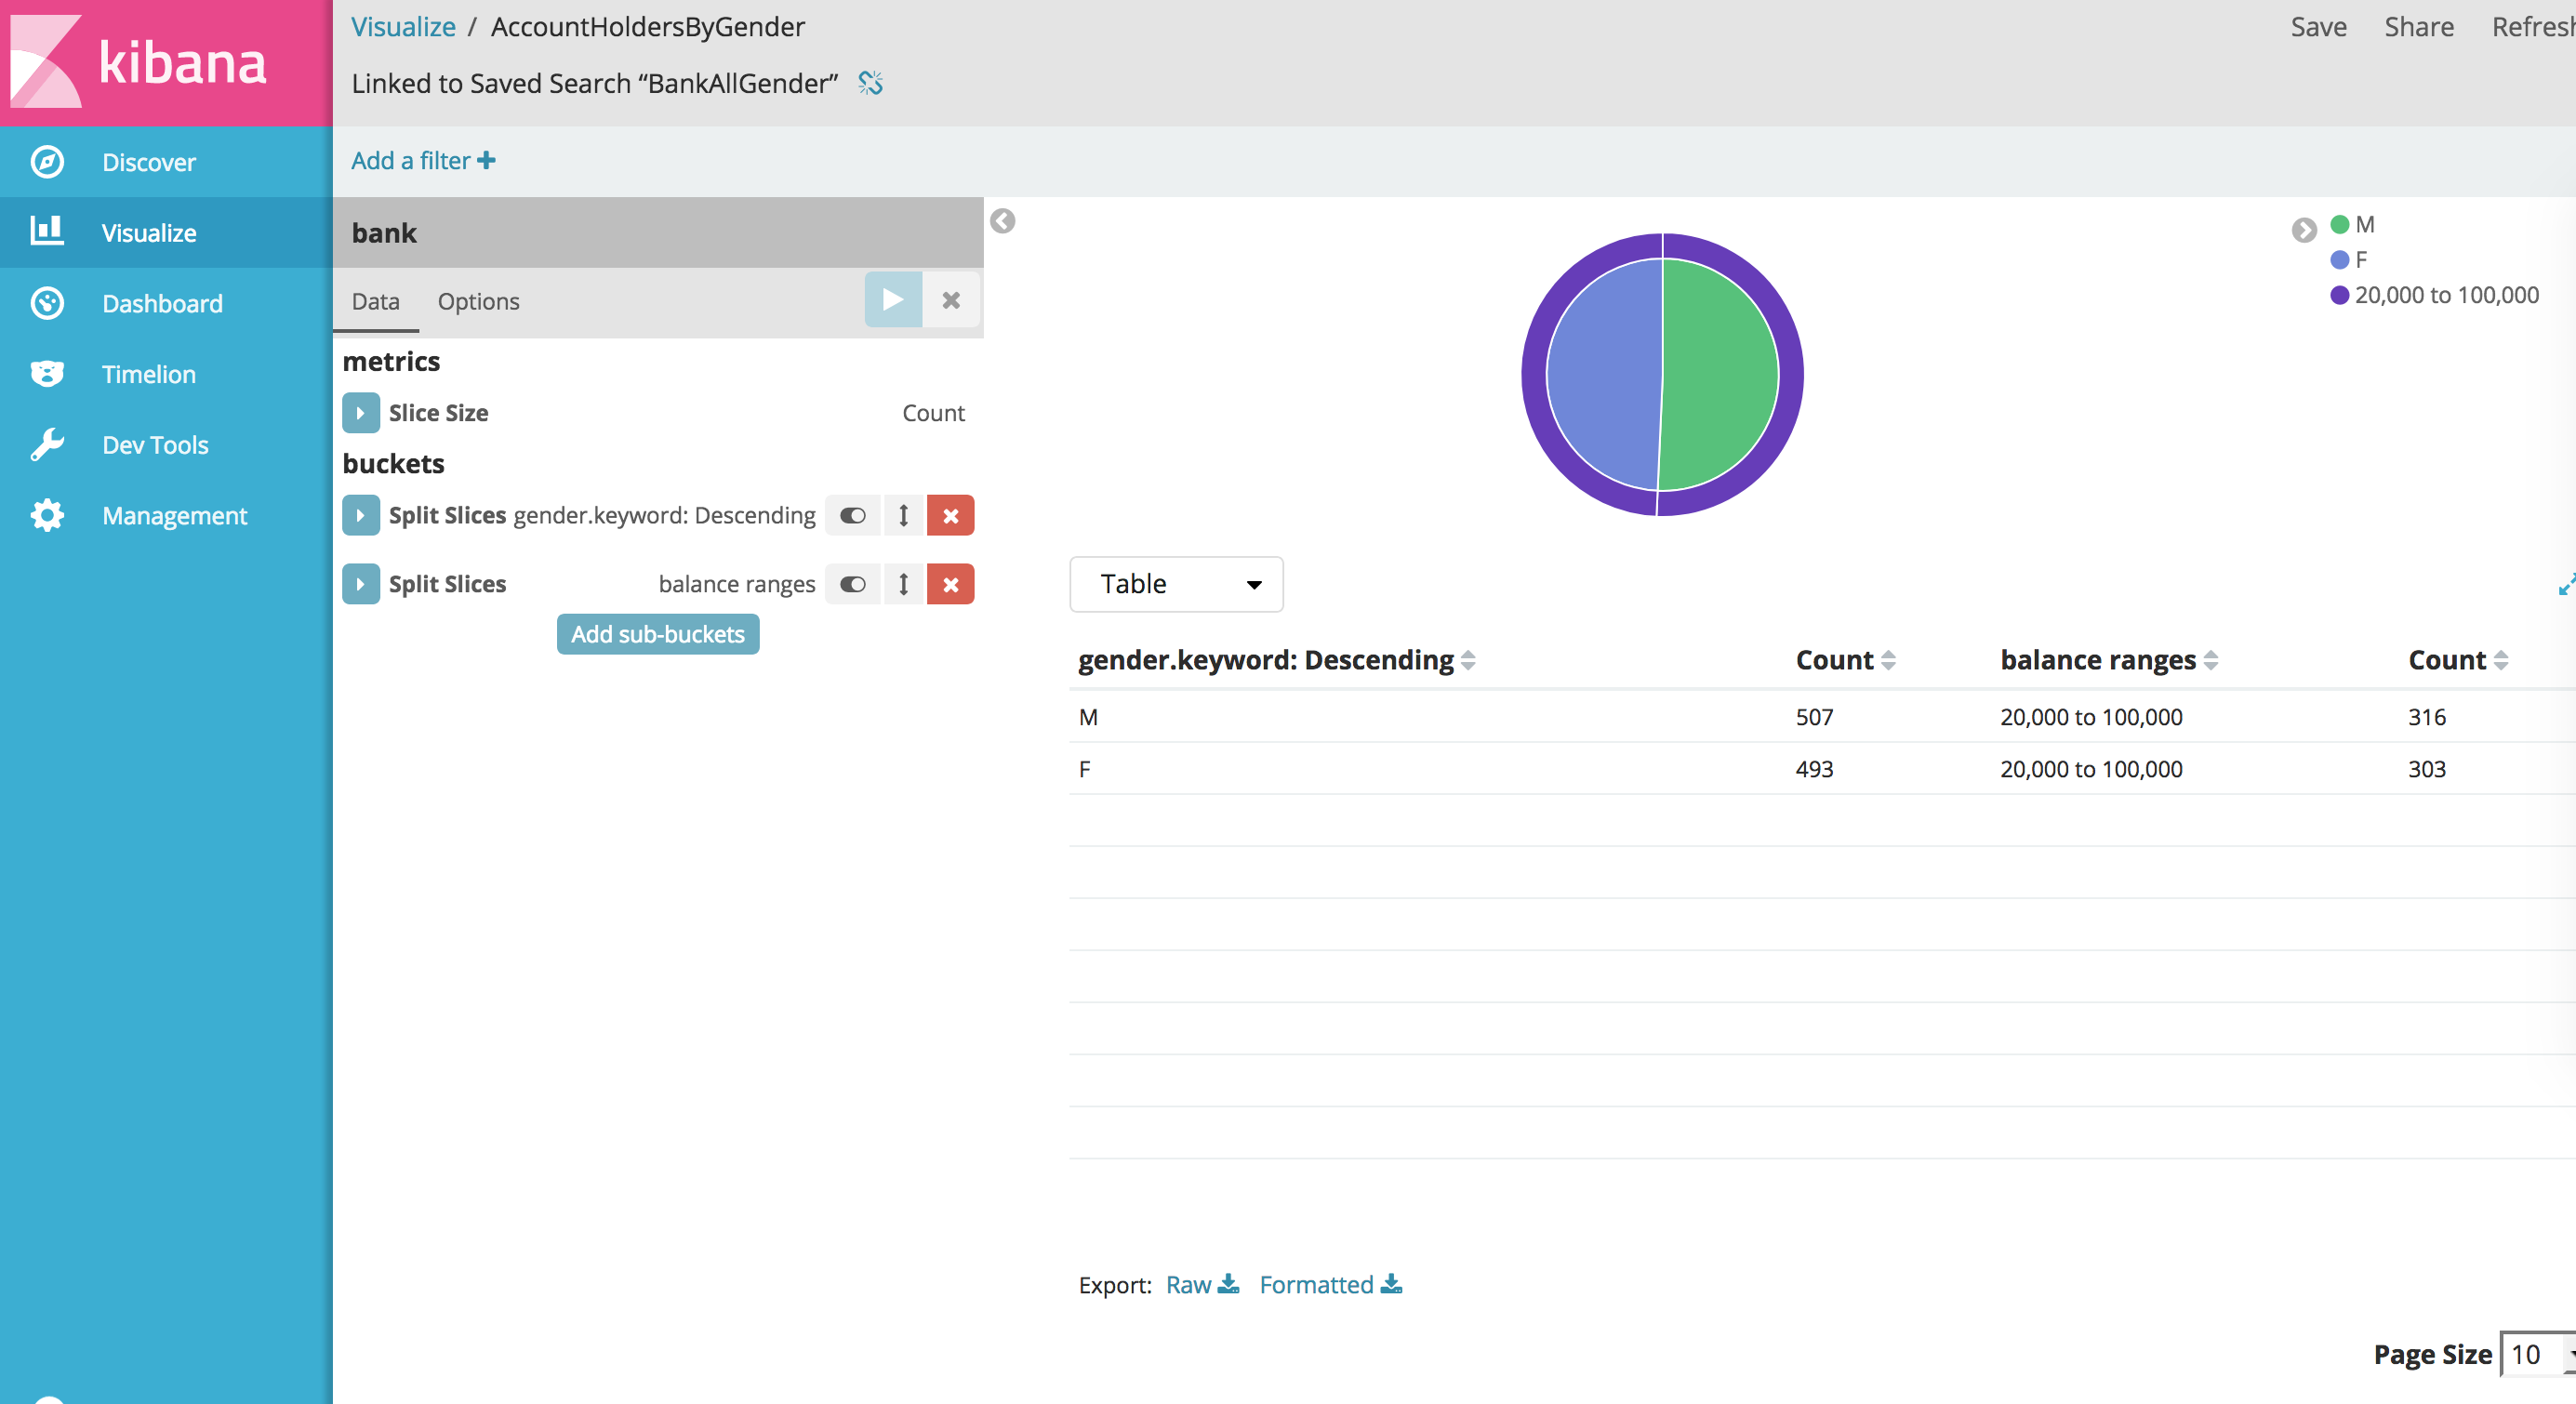 kibana
Visualize / AccountHoldersByGender
Save Share Refresh
Linked to Saved Search “BankAllGender”
Discover
Visualize
Dashboard
Timelion
Dev Tools
Management
Add a filter
bank
Data Options
metrics
Slice Size Count
buckets
Split Slices gender.keyword: Descending
Split Slices balance ranges
Add sub-buckets
M
F
20,000 to 100,000
Table
gender.keyword: Descending Count balance ranges Count
M 507 20,000 to 100,000 316
F 493 20,000 to 100,000 303
Export: Raw Formatted
Page Size 10